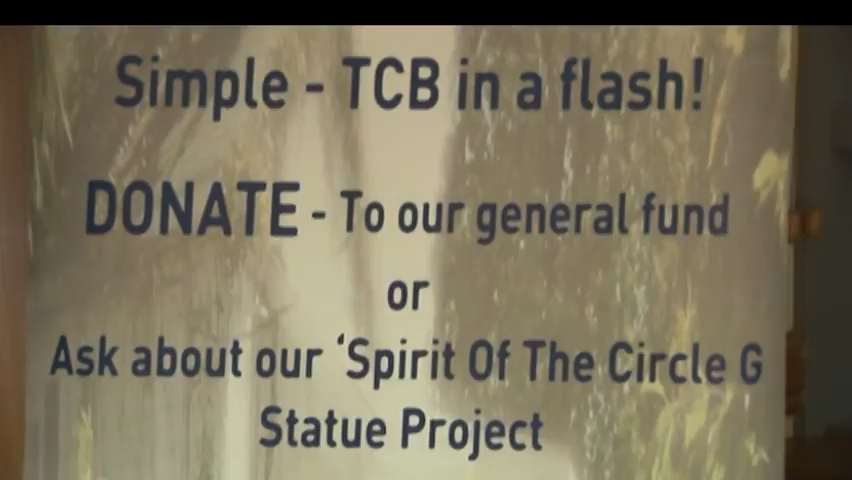 Simple - TCB in a flash!
DONATE - To our general fund
or
Ask about our ‘Spirit Of The Circle G
Statue Project